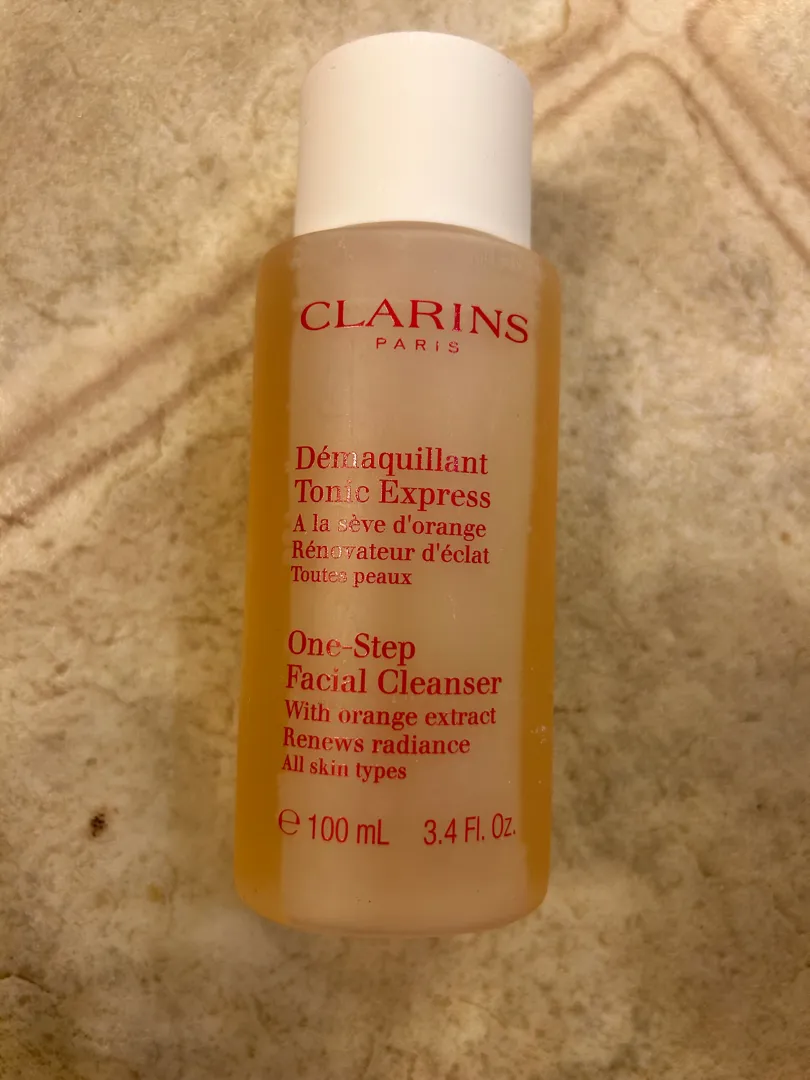 CLARINS
PARIS
Démaquillant
Tonic Express
A la sève d'orange
Rénovateur d'éclat
Toutes peaux
One-Step
Facial Cleanser
With orange extract
Renews radiance
All skin types
℮ 100 mL 3.4 Fl. Oz.